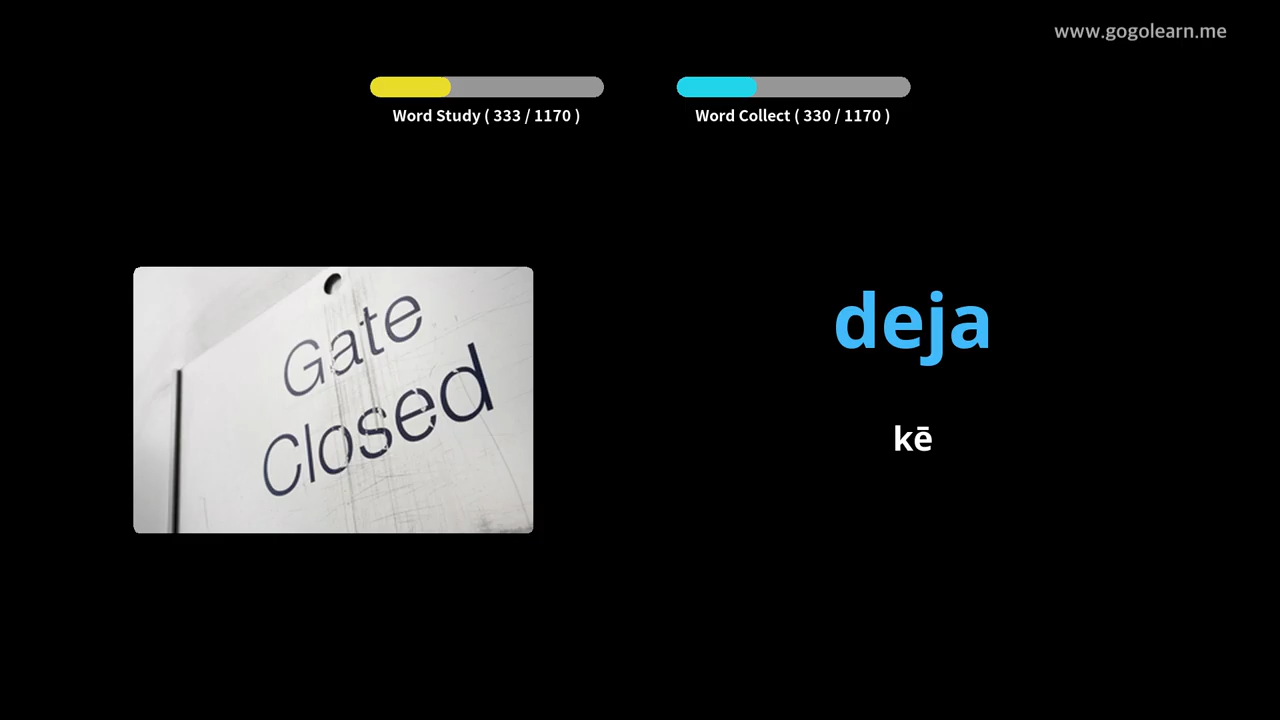 www.gogolearn.me
Word Study ( 333 / 1170 )
Word Collect ( 330 / 1170 )
Gate
Closed
deja
kē